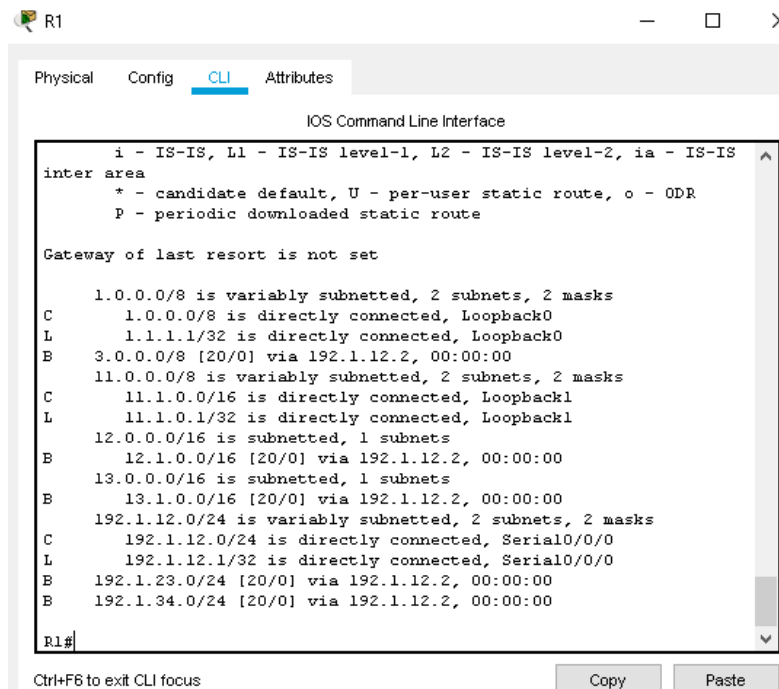 R1
Physical Config CLI Attributes
IOS Command Line Interface
i - IS-IS, L1 - IS-IS level-1, L2 - IS-IS level-2, ia - IS-IS
inter area
* - candidate default, U - per-user static route, o - ODR
P - periodic downloaded static route
Gateway of last resort is not set
1.0.0.0/8 is variably subnetted, 2 subnets, 2 masks
C 1.0.0.0/8 is directly connected, Loopback0
L 1.1.1.1/32 is directly connected, Loopback0
B 3.0.0.0/8 [20/0] via 192.1.12.2, 00:00:00
11.0.0.0/8 is variably subnetted, 2 subnets, 2 masks
C 11.1.0.0/16 is directly connected, Loopback1
L 11.1.0.1/32 is directly connected, Loopback1
12.0.0.0/16 is subnetted, 1 subnets
B 12.1.0.0/16 [20/0] via 192.1.12.2, 00:00:00
13.0.0.0/16 is subnetted, 1 subnets
B 13.1.0.0/16 [20/0] via 192.1.12.2, 00:00:00
192.1.12.0/24 is variably subnetted, 2 subnets, 2 masks
C 192.1.12.0/24 is directly connected, Serial0/0/0
L 192.1.12.1/32 is directly connected, Serial0/0/0
B 192.1.23.0/24 [20/0] via 192.1.12.2, 00:00:00
B 192.1.34.0/24 [20/0] via 192.1.12.2, 00:00:00
R1#
Ctrl+F6 to exit CLI focus Copy Paste